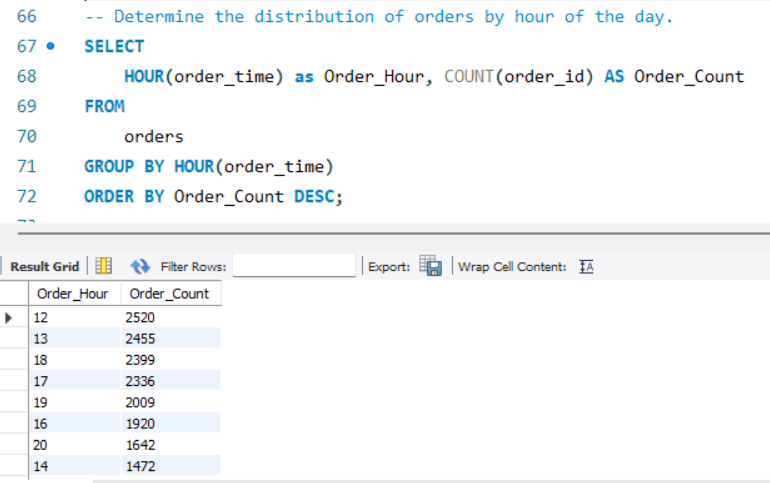 66 -- Determine the distribution of orders by hour of the day.
67 SELECT
68 HOUR(order_time) as Order_Hour, COUNT(order_id) AS Order_Count
69 FROM
70 orders
71 GROUP BY HOUR(order_time)
72 ORDER BY Order_Count DESC;
Result Grid Filter Rows: Export: Wrap Cell Content: IA
Order_Hour Order_Count
12 2520
13 2455
18 2399
17 2336
19 2009
16 1920
20 1642
14 1472